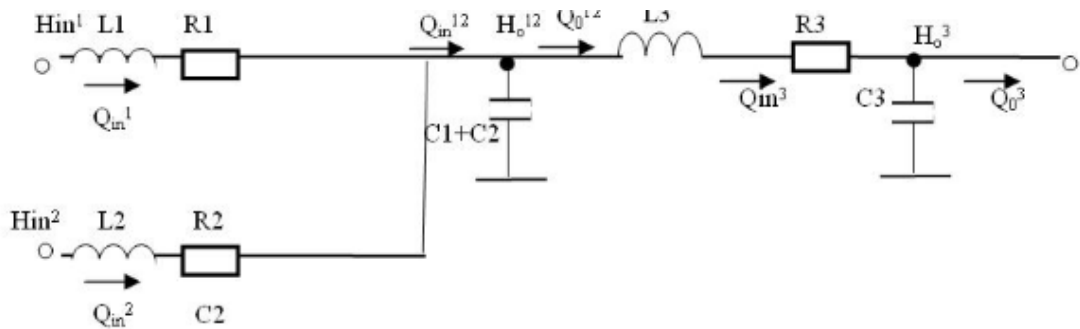 Hin¹ L1 R1 Qin¹² Ho¹² Q0¹² L3 R3 Ho³
Qin¹ C1+C2 Qin³ C3 Q0³
Hin² L2 R2
Qin² C2